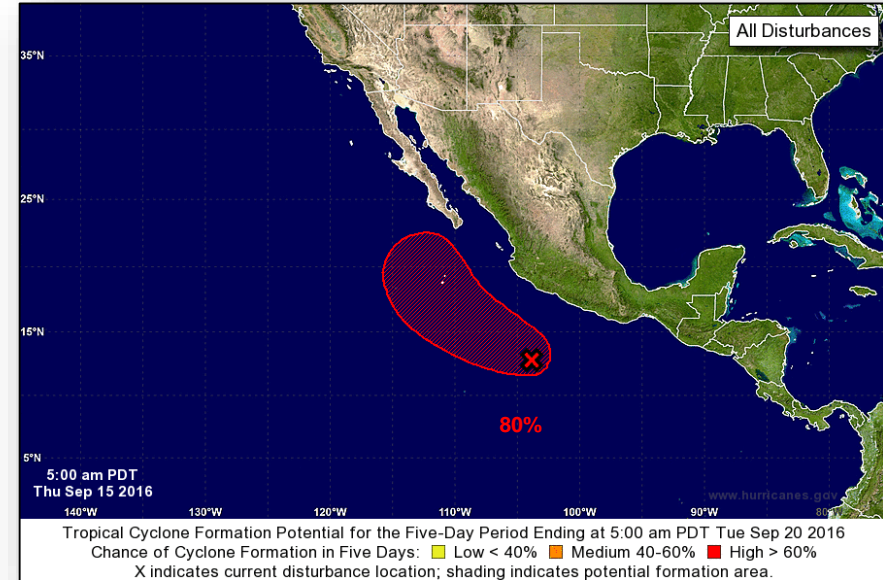 All Disturbances
35°N
25°N
15°N
80%
5°N
5:00 am PDT
Thu Sep 15 2016
www.hurricanes.gov
140°W 130°W 120°W 110°W 100°W 90°W 80°
Tropical Cyclone Formation Potential for the Five-Day Period Ending at 5:00 am PDT Tue Sep 20 2016
Chance of Cyclone Formation in Five Days: Low < 40% Medium 40-60% High > 60%
X indicates current disturbance location; shading indicates potential formation area.